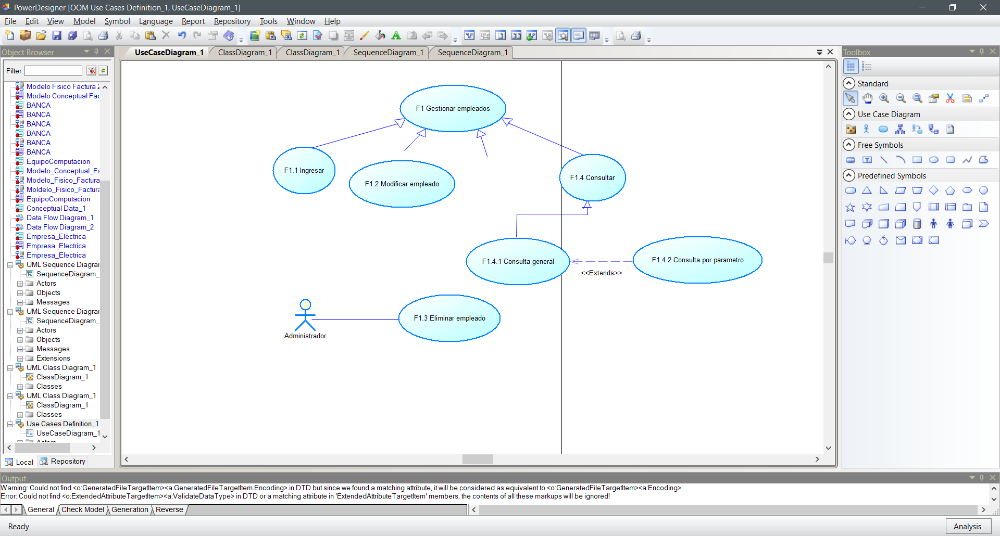 PowerDesigner [OOM Use Cases Definition_1, UseCaseDiagram_1]
File Edit View Model Symbol Language Report Repository Tools Window Help
Object Browser
Filter:
Modelo Fisico Factura 2
Modelo Conceptual Fac
BANCA
BANCA
BANCA
BANCA
BANCA
BANCA
EquipoComputacion
Modelo_Conceptual_Fa
Modelo_Fisico_Factura
Moldelo_Fisico_Factura
EquipoComputacion
Conceptual Data_1
Data Flow Diagram_1
Data Flow Diagram_2
Empresa_Electrica
Empresa_Electrica
Empresa_Electrica
UML Sequence Diagrar
SequenceDiagram_
Actors
Objects
Messages
UML Sequence Diagrar
SequenceDiagram_
Actors
Objects
Messages
Extensions
UML Class Diagram_1
ClassDiagram_1
Classes
UML Class Diagram_1
ClassDiagram_1
Classes
Use Cases Definition_1
UseCaseDiagram_1
Actors
Local Repository
UseCaseDiagram_1 ClassDiagram_1 ClassDiagram_1 SequenceDiagram_1 SequenceDiagram_1
F1 Gestionar empleados
F1.1 Ingresar
F1.2 Modificar empleado
F1.4 Consultar
F1.4.1 Consulta general
F1.4.2 Consulta por parametro
<<Extends>>
F1.3 Eliminar empleado
Administrador
Toolbox
Standard
Use Case Diagram
Free Symbols
Predefined Symbols
Output
Warning: Could not find <o:GeneratedFileTargetItem><a:GeneratedFileTargetItem.Encoding> in DTD but since we found a matching attribute, it will be considered as equivalent to <o:GeneratedFileTargetItem><a:Encoding>
Error: Could not find <o:ExtendedAttributeTargetItem><a:ValidateDataType> in DTD or a matching attribute in 'ExtendedAttributeTargetItem' members, the contents of all these markups will be ignored!
General Check Model Generation Reverse
Ready
Analysis